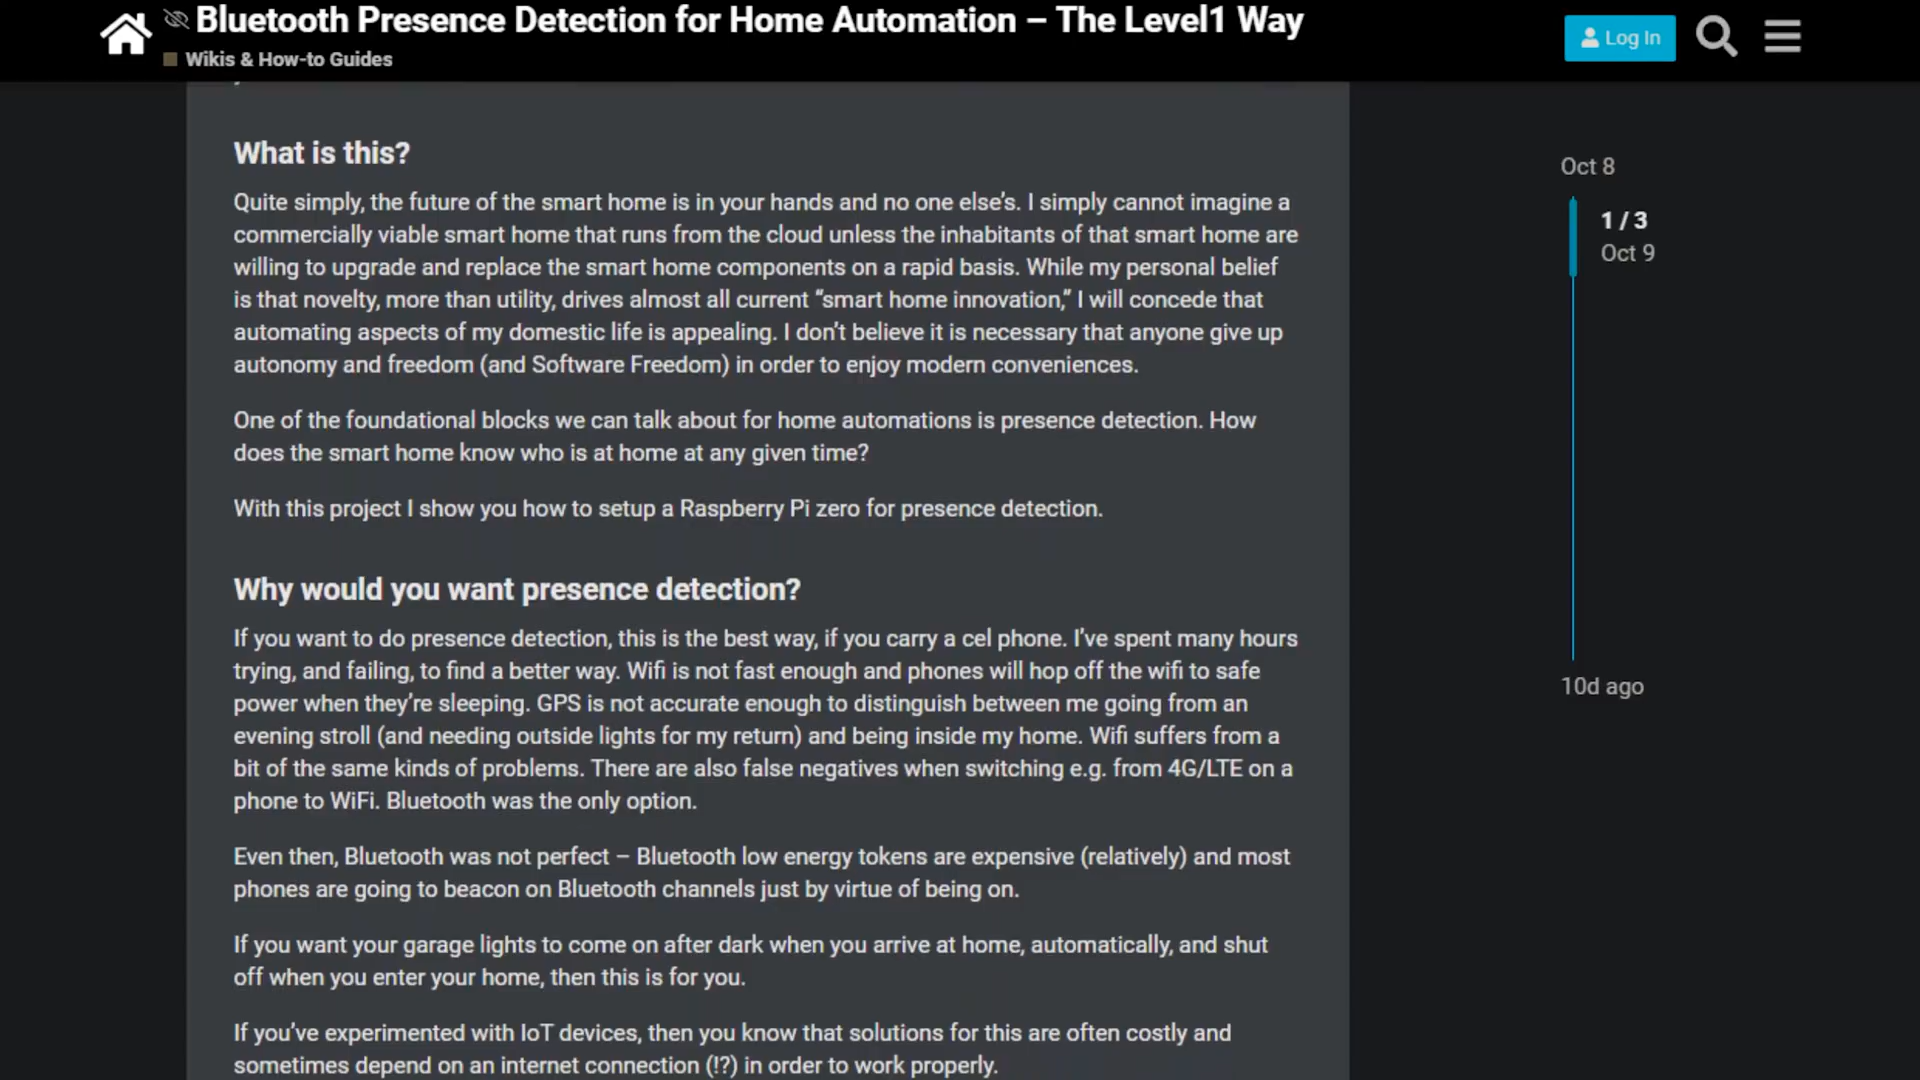 Bluetooth Presence Detection for Home Automation – The Level1 Way
Wikis & How-to Guides
Log In
What is this?
Quite simply, the future of the smart home is in your hands and no one else’s. I simply cannot imagine a
commercially viable smart home that runs from the cloud unless the inhabitants of that smart home are
willing to upgrade and replace the smart home components on a rapid basis. While my personal belief
is that novelty, more than utility, drives almost all current “smart home innovation,” I will concede that
automating aspects of my domestic life is appealing. I don’t believe it is necessary that anyone give up
autonomy and freedom (and Software Freedom) in order to enjoy modern conveniences.
One of the foundational blocks we can talk about for home automations is presence detection. How
does the smart home know who is at home at any given time?
With this project I show you how to setup a Raspberry Pi zero for presence detection.
Why would you want presence detection?
If you want to do presence detection, this is the best way, if you carry a cel phone. I’ve spent many hours
trying, and failing, to find a better way. Wifi is not fast enough and phones will hop off the wifi to safe
power when they’re sleeping. GPS is not accurate enough to distinguish between me going from an
evening stroll (and needing outside lights for my return) and being inside my home. Wifi suffers from a
bit of the same kinds of problems. There are also false negatives when switching e.g. from 4G/LTE on a
phone to WiFi. Bluetooth was the only option.
Even then, Bluetooth was not perfect – Bluetooth low energy tokens are expensive (relatively) and most
phones are going to beacon on Bluetooth channels just by virtue of being on.
If you want your garage lights to come on after dark when you arrive at home, automatically, and shut
off when you enter your home, then this is for you.
If you’ve experimented with IoT devices, then you know that solutions for this are often costly and
sometimes depend on an internet connection (!?) in order to work properly.
Oct 8
1 / 3
Oct 9
10d ago